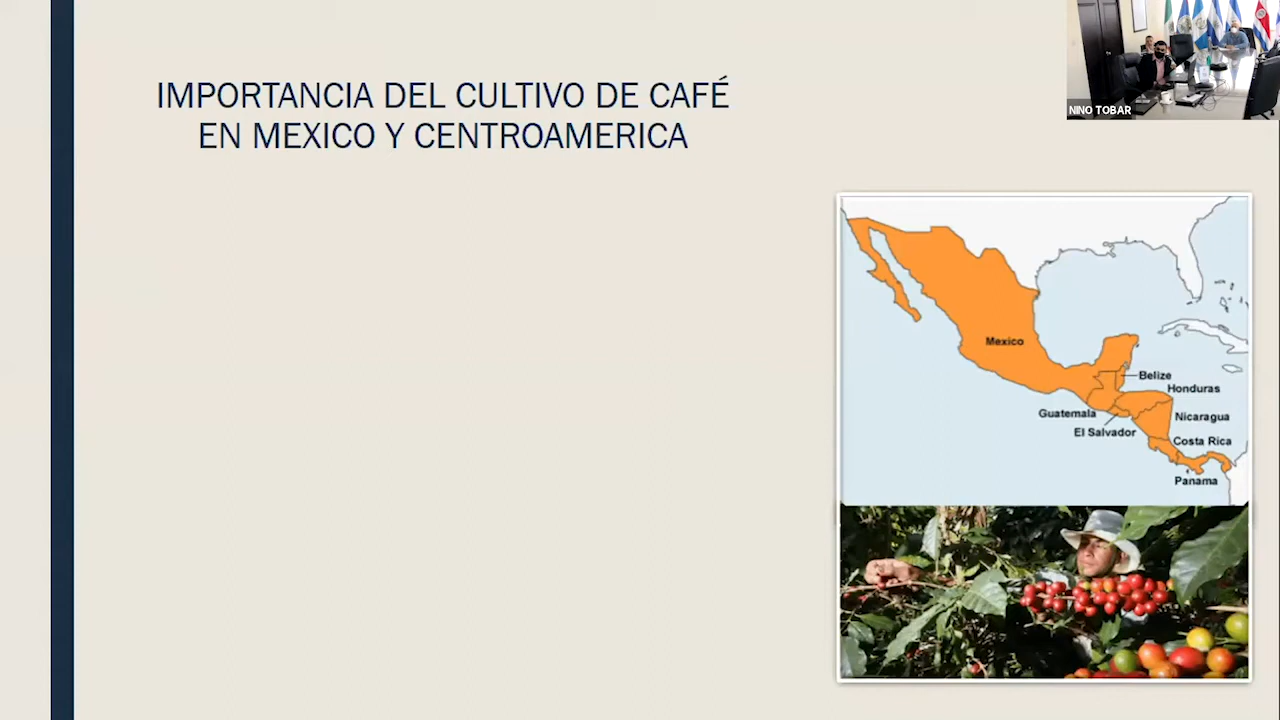 IMPORTANCIA DEL CULTIVO DE CAFÉ
EN MEXICO Y CENTROAMERICA
NINO TOBAR
Mexico
Belize
Honduras
Guatemala
Nicaragua
El Salvador
Costa Rica
Panama